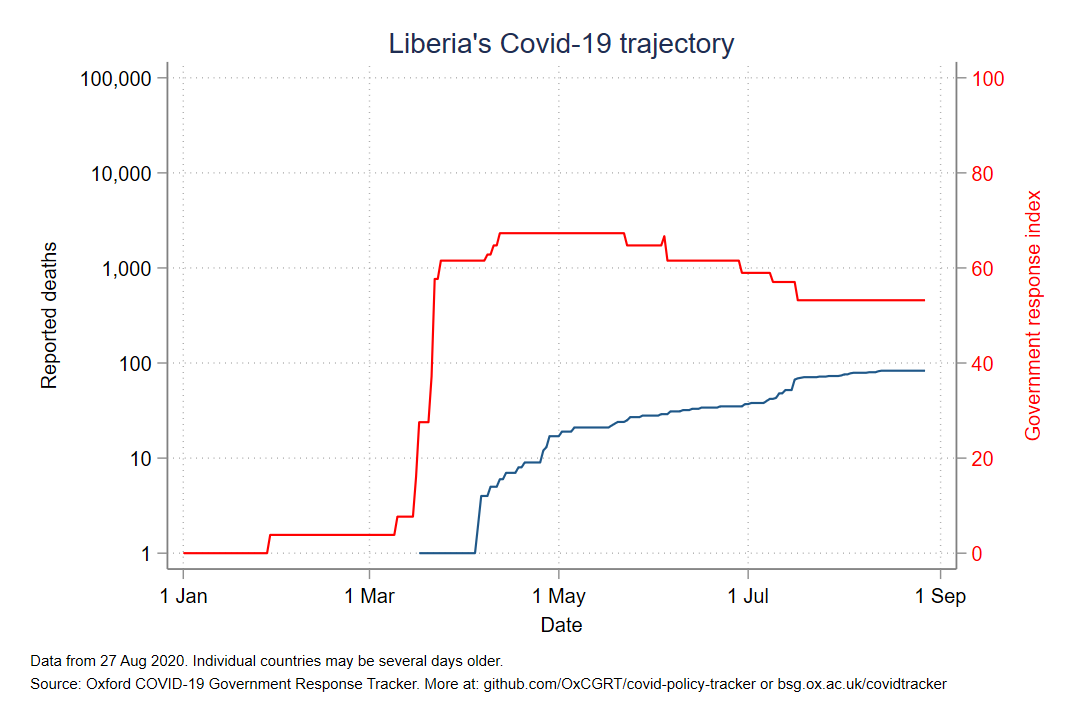 Liberia's Covid-19 trajectory
100,000
10,000
1,000
100
10
1
Reported deaths
100
80
60
40
20
0
Government response index
1 Jan
1 Mar
1 May
1 Jul
1 Sep
Date
Data from 27 Aug 2020. Individual countries may be several days older.
Source: Oxford COVID-19 Government Response Tracker. More at: github.com/OxCGRT/covid-policy-tracker or bsg.ox.ac.uk/covidtracker